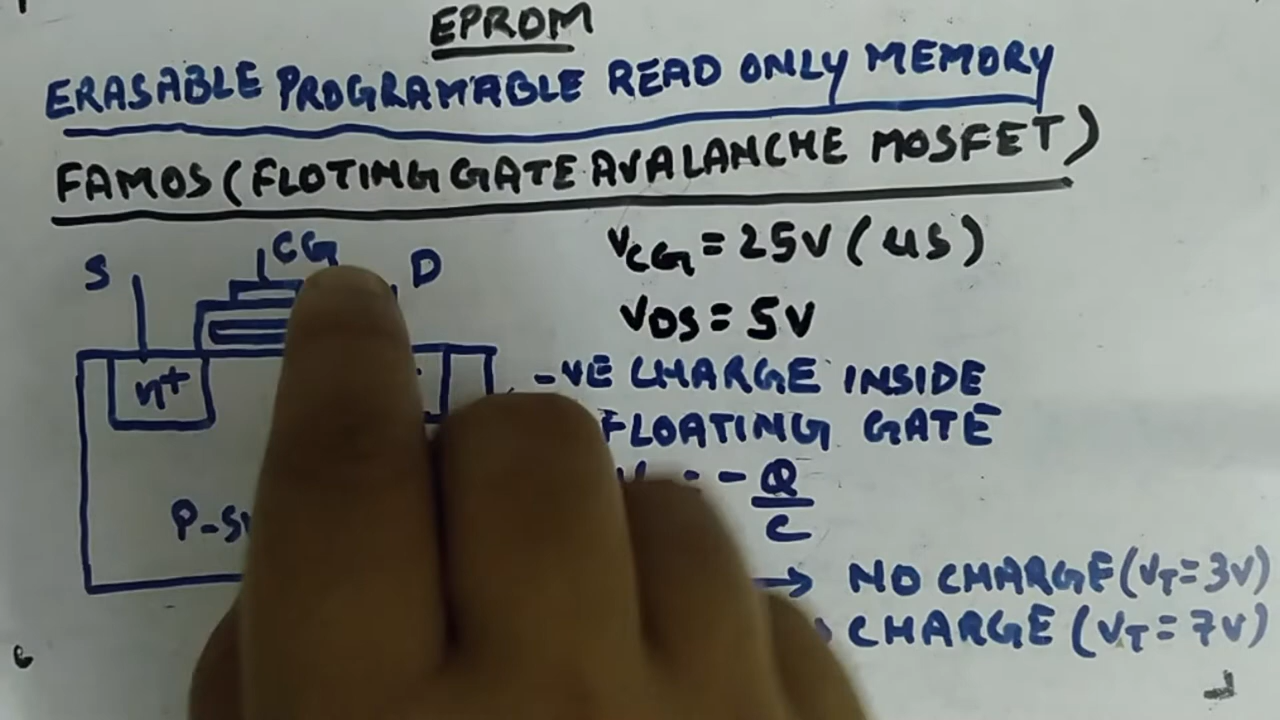 EPROM
ERASABLE PROGRAMABLE READ ONLY MEMORY
FAMOS (FLOTING GATE AVALANCHE MOSFET)
S CG D
VCG = 25V (us)
VDS = 5V
-VE CHARGE INSIDE
FLOATING GATE
n+
- Q
C
P-
→ NO CHARGE (VT = 3V)
CHARGE (VT = 7V)